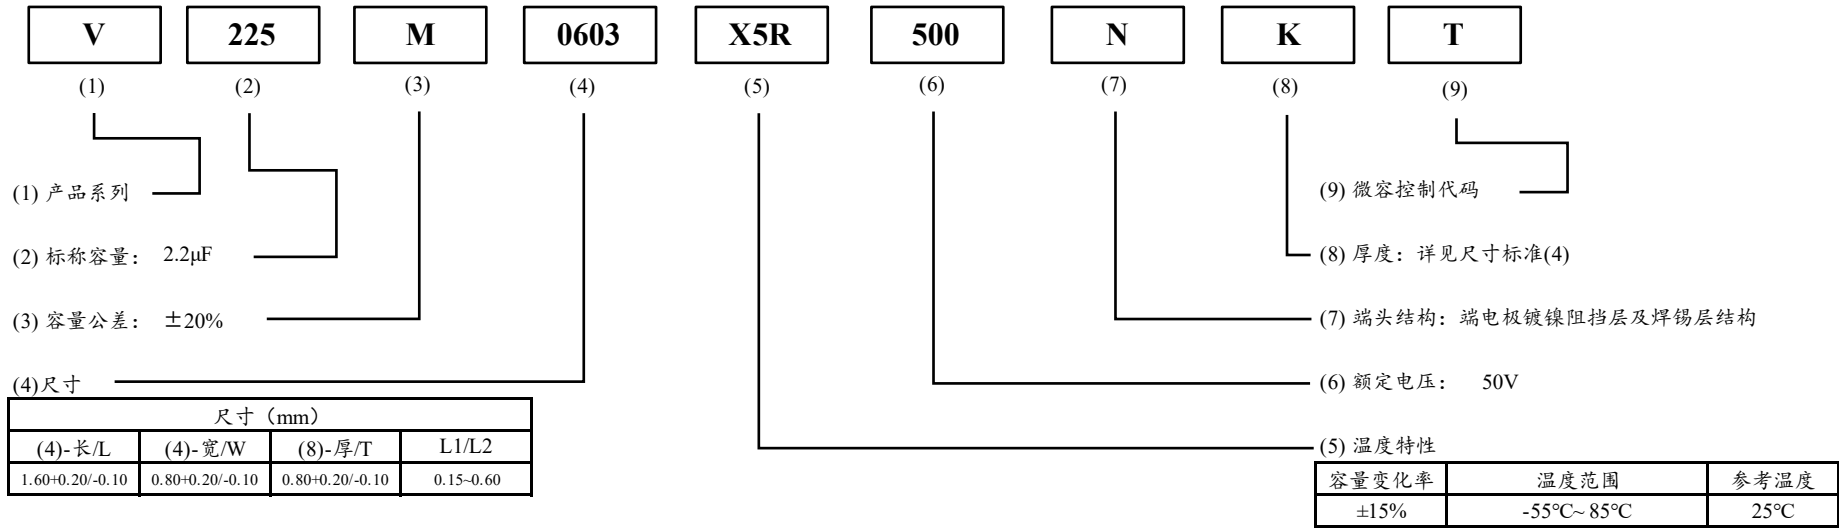 V 225 M 0603 X5R 500 N K T
(1) (2) (3) (4) (5) (6) (7) (8) (9)
(1) 产品系列
(9) 微容控制代码
(2) 标称容量： 2.2μF
(8) 厚度：详见尺寸标准(4)
(3) 容量公差： ±20%
(7) 端头结构：端电极镀镍阻挡层及焊锡层结构
(4)尺寸
(6) 额定电压： 50V
尺寸（mm）
(4)-长/L (4)-宽/W (8)-厚/T L1/L2
1.60+0.20/-0.10 0.80+0.20/-0.10 0.80+0.20/-0.10 0.15~0.60
(5) 温度特性
容量变化率 温度范围 参考温度
±15% -55℃~ 85℃ 25℃